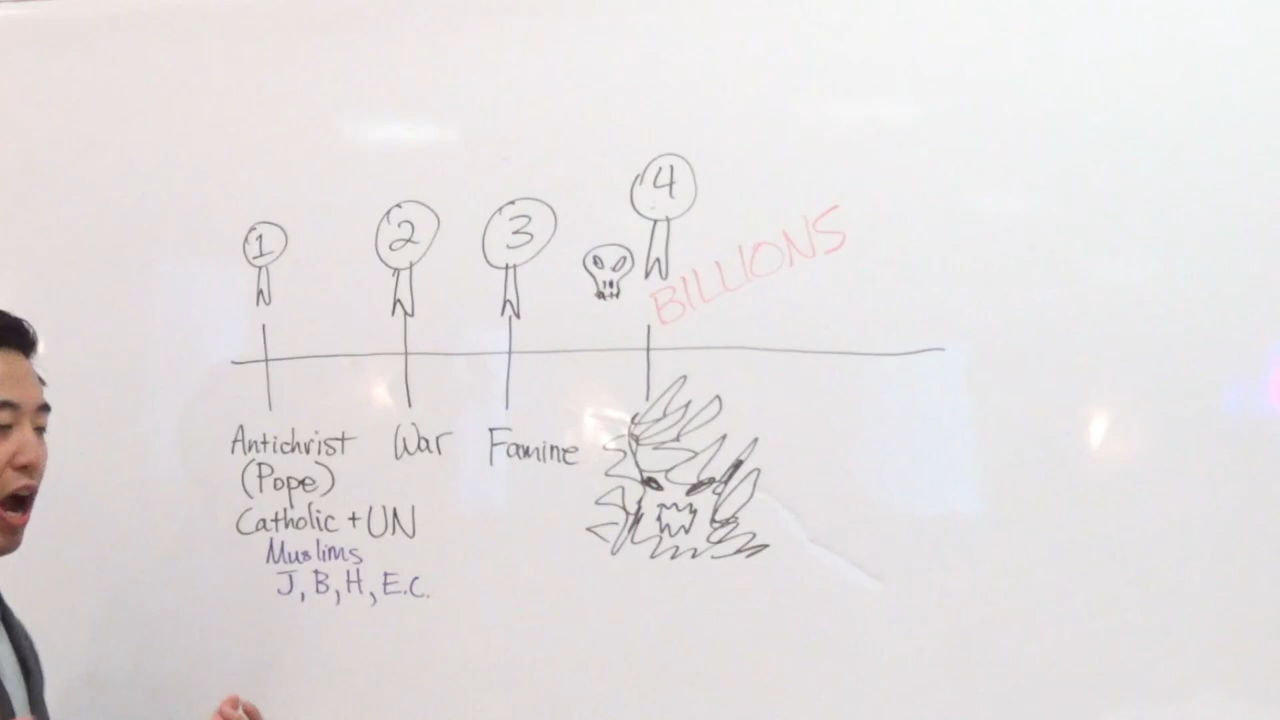 1
2
3
4
BILLIONS
Antichrist
(Pope)
Catholic + UN
Muslims
J, B, H, E.C.
War
Famine